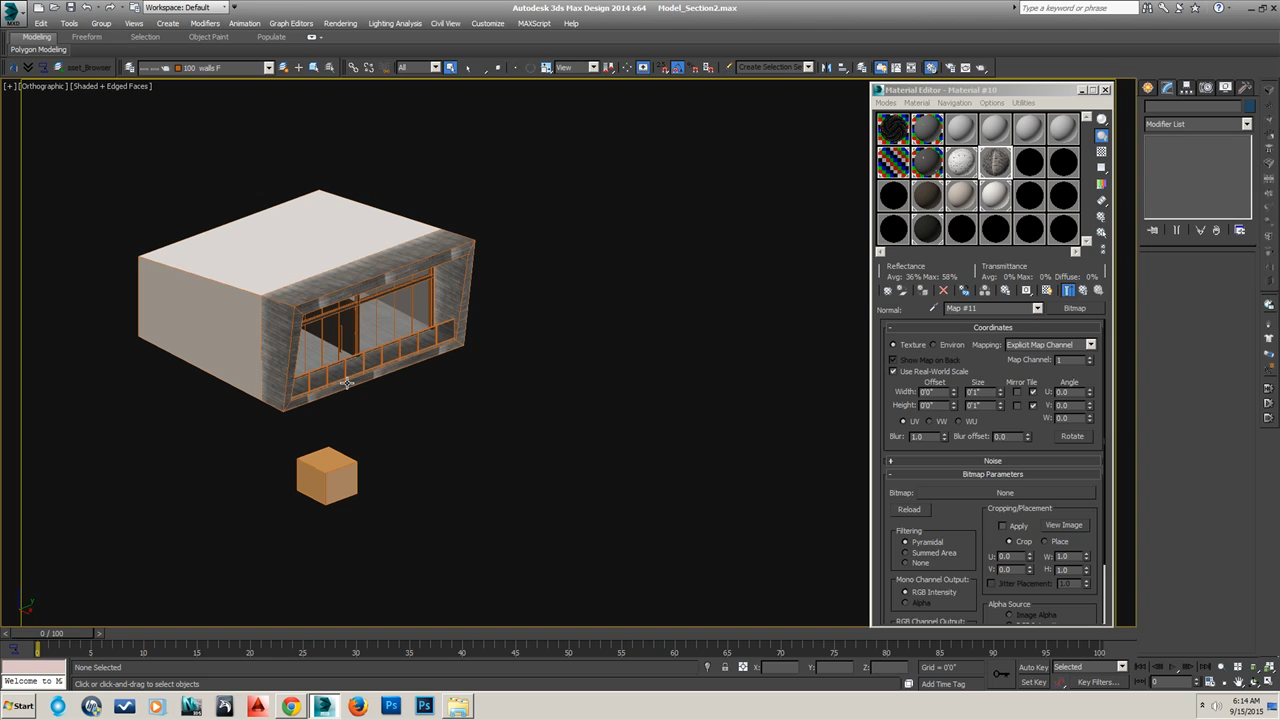 Workspace: Default
Autodesk 3ds Max Design 2014 x64 Model_Section2.max
Type a keyword or phrase
Edit Tools Group Views Create Modifiers Animation Graph Editors Rendering Lighting Analysis Civil View Customize MAXScript Help
Modeling Freeform Selection Object Paint Populate
Polygon Modeling
sset_Browser
100 walls F
All
View
Create Selection Se
[+] [Orthographic] [Shaded + Edged Faces]
Material Editor - Material #10
Modes Material Navigation Options Utilities
Modifier List
Reflectance
Avg: 36% Max: 58%
Transmittance
Avg: 0% Max: 0% Diffuse: 0%
Normal: Map #11 Bitmap
Coordinates
Texture Environ Mapping: Explicit Map Channel
Show Map on Back Map Channel: 1
Use Real-World Scale
Offset Size Mirror Tile Angle
Width: 0'0" 0'1" U: 0.0
Height: 0'0" 0'1" V: 0.0
W: 0.0
UV VW WU
Blur: 1.0 Blur offset: 0.0 Rotate
+ Noise
- Bitmap Parameters
Bitmap: None
Reload
Cropping/Placement
Apply View Image
Crop Place
U: 0.0 W: 1.0
V: 0.0 H: 1.0
Jitter Placement: 1.0
Filtering
Pyramidal
Summed Area
None
Mono Channel Output:
RGB Intensity
Alpha
Alpha Source
Image Alpha
RGB Channel Output:
0 / 100
0 5 10 15 20 25 30 35 40 45 50 55 60 65 70 75 80 85 90 95 100
None Selected
X: Y: Z: Grid = 0'0"
Auto Key Selected
Welcome to M
Click or click-and-drag to select objects
Add Time Tag
Set Key Key Filters...
0
Start
6:14 AM
9/15/2015